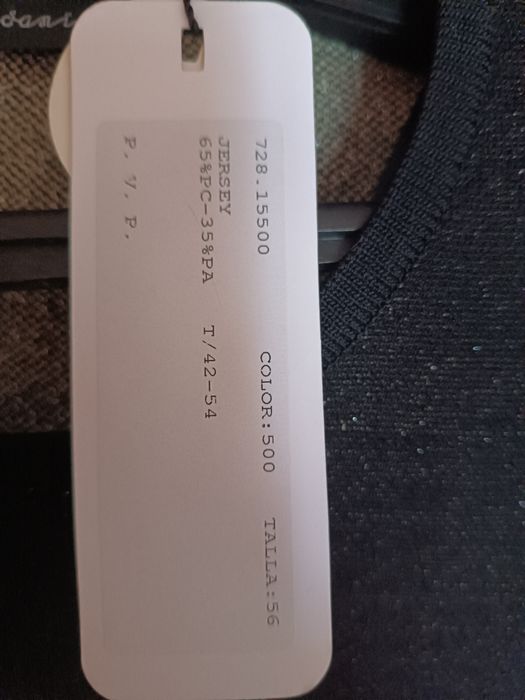 728.15500 COLOR:500 TALLA:56
JERSEY
65%PC-35%PA T/42-54
P. V. P.